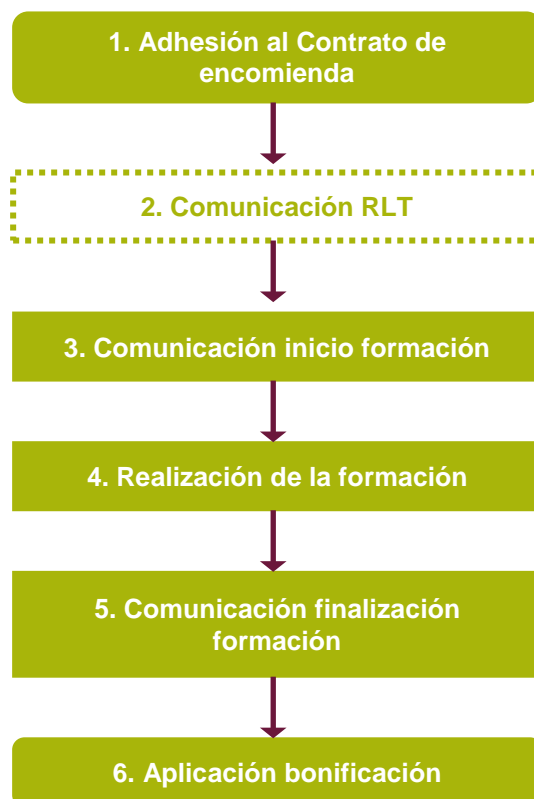 1. Adhesión al Contrato de
encomienda
2. Comunicación RLT
3. Comunicación inicio formación
4. Realización de la formación
5. Comunicación finalización
formación
6. Aplicación bonificación